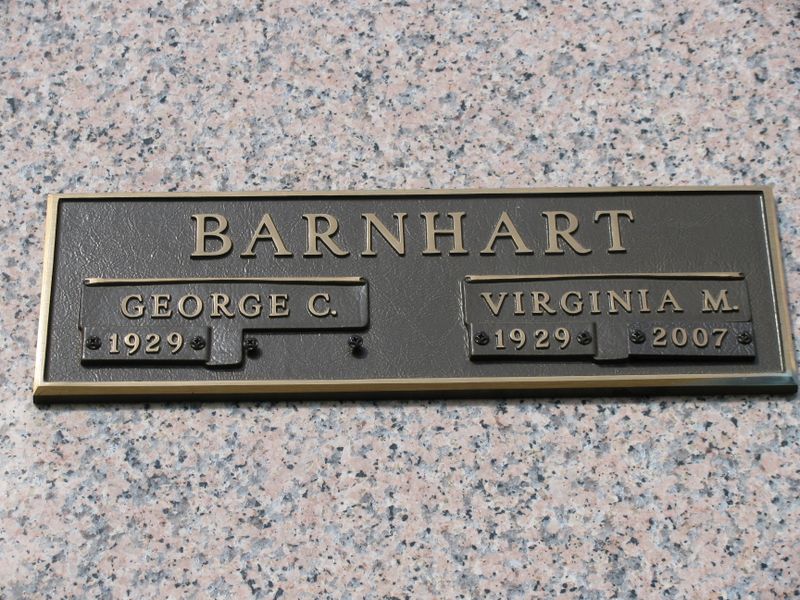 BARNHART
GEORGE C. VIRGINIA M.
1929 1929 2007